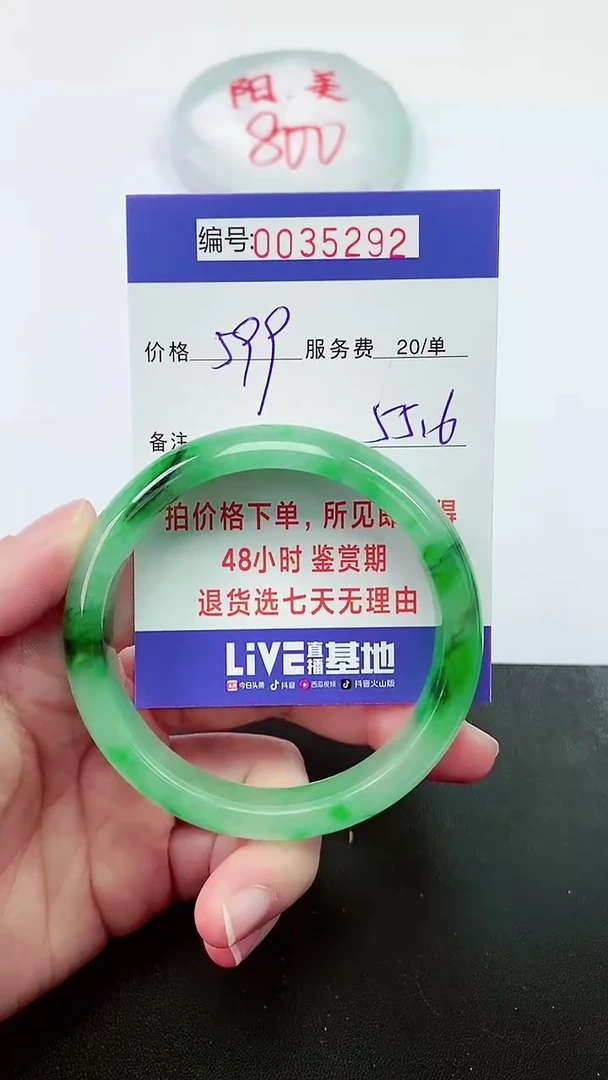 阳美
800
编号:0035292
价格 599 服务费 20/单
备注 55.6
拍价格下单，所见即 得
48小时 鉴赏期
退货选七天无理由
LiVE直播基地
今日头条 抖音 西瓜视频 抖音火山版